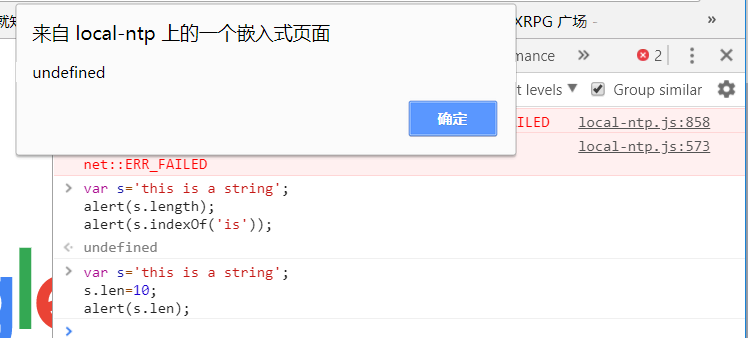 就知
XRPG 广场 -
»
来自 local-ntp 上的一个嵌入式页面
undefined
确定
mance
»
2
t levels ▼
Group similar
ILED
local-ntp.js:858
local-ntp.js:573
net::ERR_FAILED
> var s='this is a string';
alert(s.length);
alert(s.indexOf('is'));
<· undefined
> var s='this is a string';
s.len=10;
alert(s.len);
>
gle